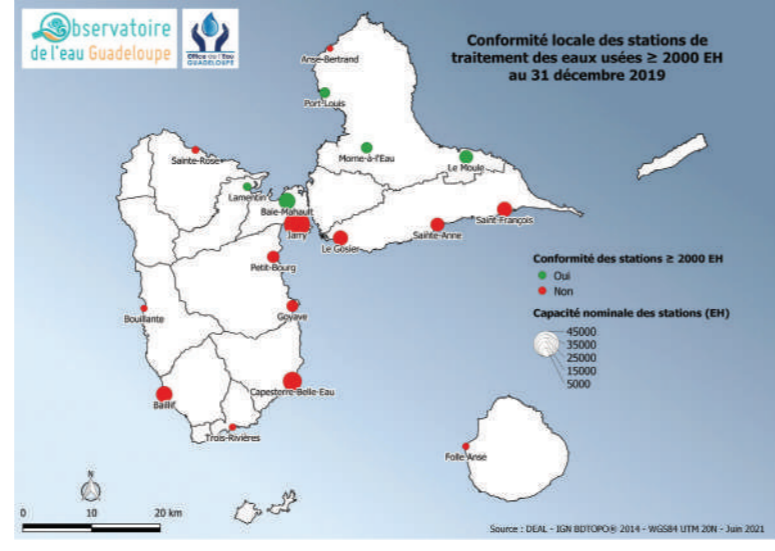 Observatoire
de l'eau Guadeloupe
Office de l'Eau
GUADELOUPE
Conformité locale des stations de
traitement des eaux usées ≥ 2000 EH
au 31 décembre 2019
Anse-Bertrand
Port-Louis
Sainte-Rose
Morne-à-l'Eau
Le Moule
Lamentin
Baie-Mahault
Saint-François
Jarry
Le Gosier
Sainte-Anne
Petit-Bourg
Conformité des stations ≥ 2000 EH
Oui
Non
Bouillante
Goyave
Capacité nominale des stations (EH)
45000
35000
25000
15000
5000
Capesterre-Belle-Eau
Baillif
Trois-Rivières
Folle Anse
N
0 10 20 km
Source : DEAL - IGN BDTOPO® 2014 - WGS84 UTM 20N - Juin 2021